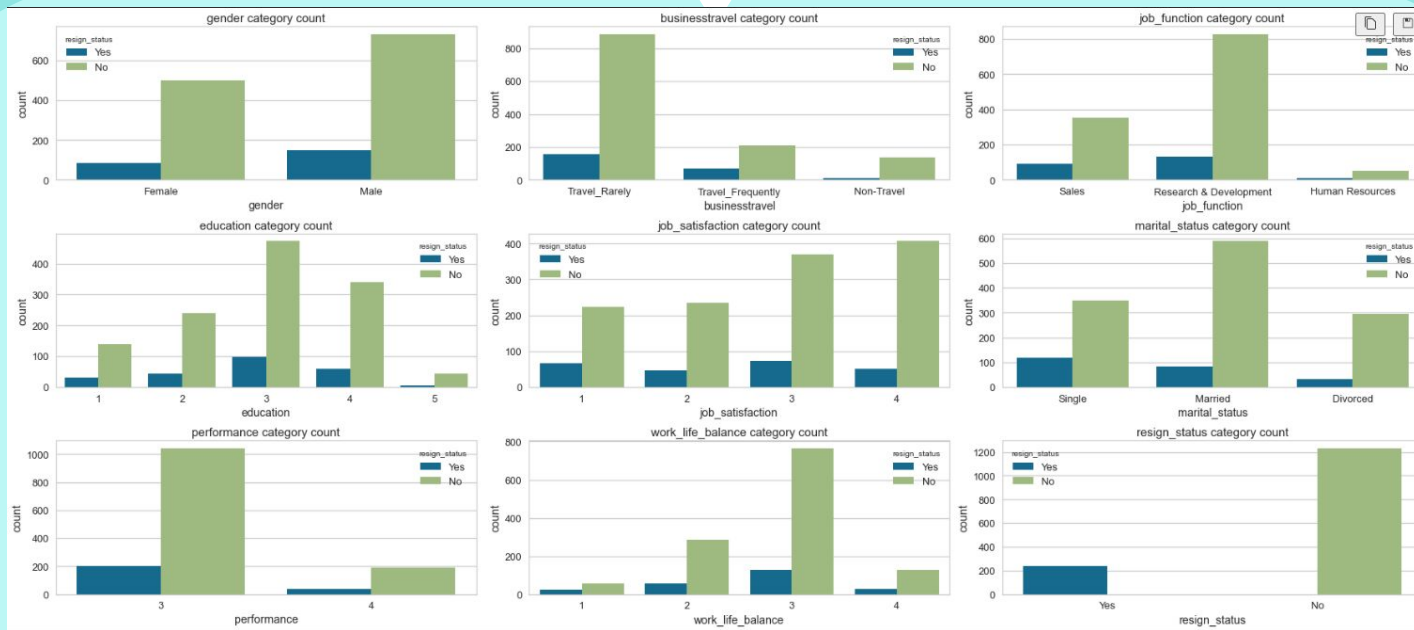 gender category count
resign_status
Yes
No
600
400
200
0
count
Female Male
gender
businesstravel category count
resign_status
Yes
No
800
600
400
200
0
count
Travel_Rarely Travel_Frequently Non-Travel
businesstravel
job_function category count
resign_status
Yes
No
800
600
400
200
0
count
Sales Research & Development Human Resources
job_function
education category count
resign_status
Yes
No
400
300
200
100
0
count
1 2 3 4 5
education
job_satisfaction category count
resign_status
Yes
No
400
300
200
100
0
count
1 2 3 4
job_satisfaction
marital_status category count
resign_status
Yes
No
600
500
400
300
200
100
0
count
Single Married Divorced
marital_status
performance category count
resign_status
Yes
No
1000
800
600
400
200
0
count
3 4
performance
work_life_balance category count
resign_status
Yes
No
800
600
400
200
0
count
1 2 3 4
work_life_balance
resign_status category count
resign_status
Yes
No
1200
1000
800
600
400
200
0
count
Yes No
resign_status